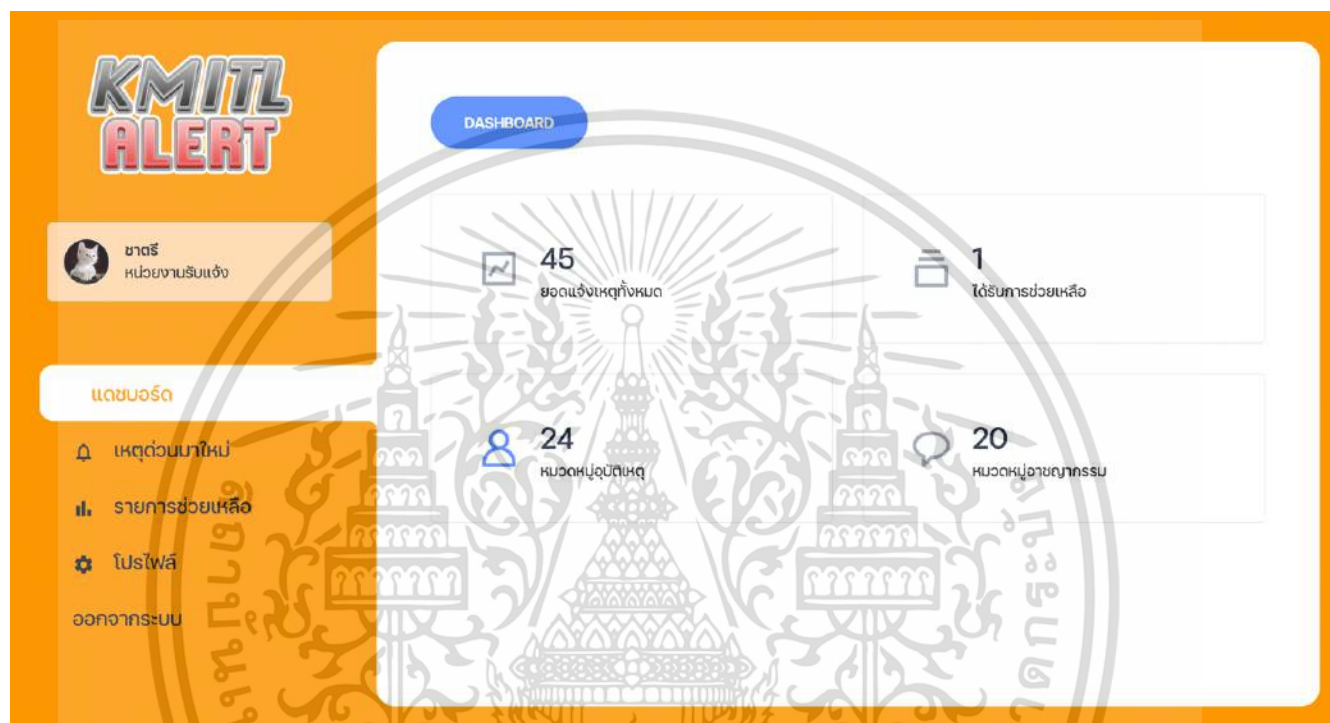 KMITL
ALERT
ชาตรี
หน่วยงานรับแจ้ง
แดชบอร์ด
เหตุด่วนมาใหม่
รายการช่วยเหลือ
โปรไฟล์
ออกจากระบบ
DASHBOARD
45
ยอดแจ้งเหตุทั้งหมด
1
ได้รับการช่วยเหลือ
24
หมวดหมู่อุบัติเหตุ
20
หมวดหมู่อาชญากรรม